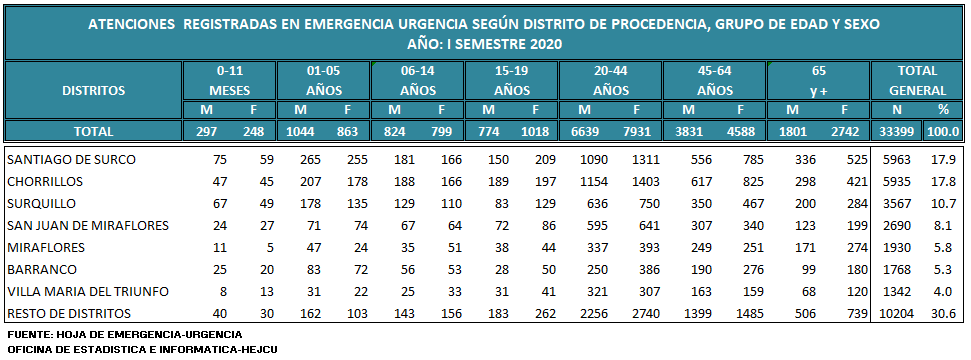 ATENCIONES REGISTRADAS EN EMERGENCIA URGENCIA SEGÚN DISTRITO DE PROCEDENCIA, GRUPO DE EDAD Y SEXO
AÑO: I SEMESTRE 2020
DISTRITOS 0-11 MESES 01-05 AÑOS 06-14 AÑOS 15-19 AÑOS 20-44 AÑOS 45-64 AÑOS 65 y + TOTAL GENERAL
M F M F M F M F M F M F M F N %
TOTAL 297 248 1044 863 824 799 774 1018 6639 7931 3831 4588 1801 2742 33399 100.0
SANTIAGO DE SURCO 75 59 265 255 181 166 150 209 1090 1311 556 785 336 525 5963 17.9
CHORRILLOS 47 45 207 178 188 166 189 197 1154 1403 617 825 298 421 5935 17.8
SURQUILLO 67 49 178 135 129 110 83 129 636 750 350 467 200 284 3567 10.7
SAN JUAN DE MIRAFLORES 24 27 71 74 67 64 72 86 595 641 307 340 123 199 2690 8.1
MIRAFLORES 11 5 47 24 35 51 38 44 337 393 249 251 171 274 1930 5.8
BARRANCO 25 20 83 72 56 53 28 50 250 386 190 276 99 180 1768 5.3
VILLA MARIA DEL TRIUNFO 8 13 31 22 25 33 31 41 321 307 163 159 68 120 1342 4.0
RESTO DE DISTRITOS 40 30 162 103 143 156 183 262 2256 2740 1399 1485 506 739 10204 30.6
FUENTE: HOJA DE EMERGENCIA-URGENCIA
OFICINA DE ESTADISTICA E INFORMATICA-HEJCU